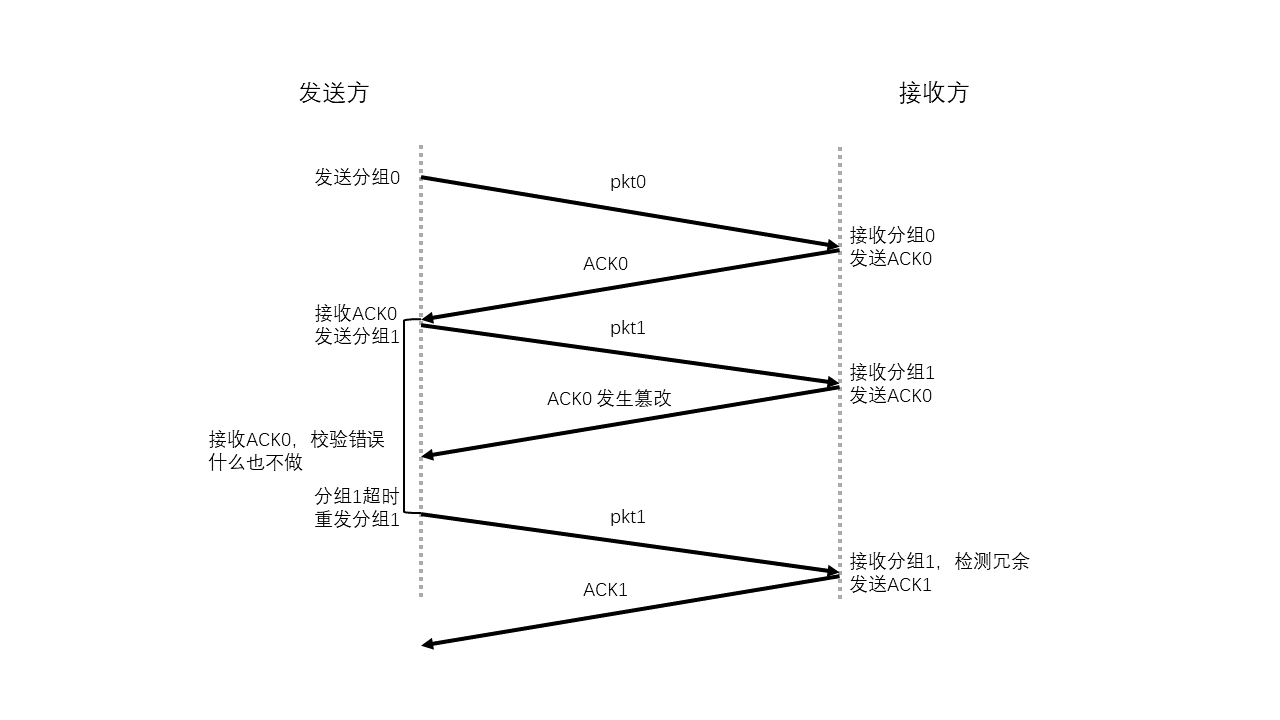 发送方
接收方
发送分组0
pkt0
接收分组0
发送ACK0
ACK0
接收ACK0
发送分组1
pkt1
接收分组1
发送ACK0
ACK0 发生篡改
接收ACK0，校验错误
什么也不做
分组1超时
重发分组1
pkt1
接收分组1，检测冗余
发送ACK1
ACK1